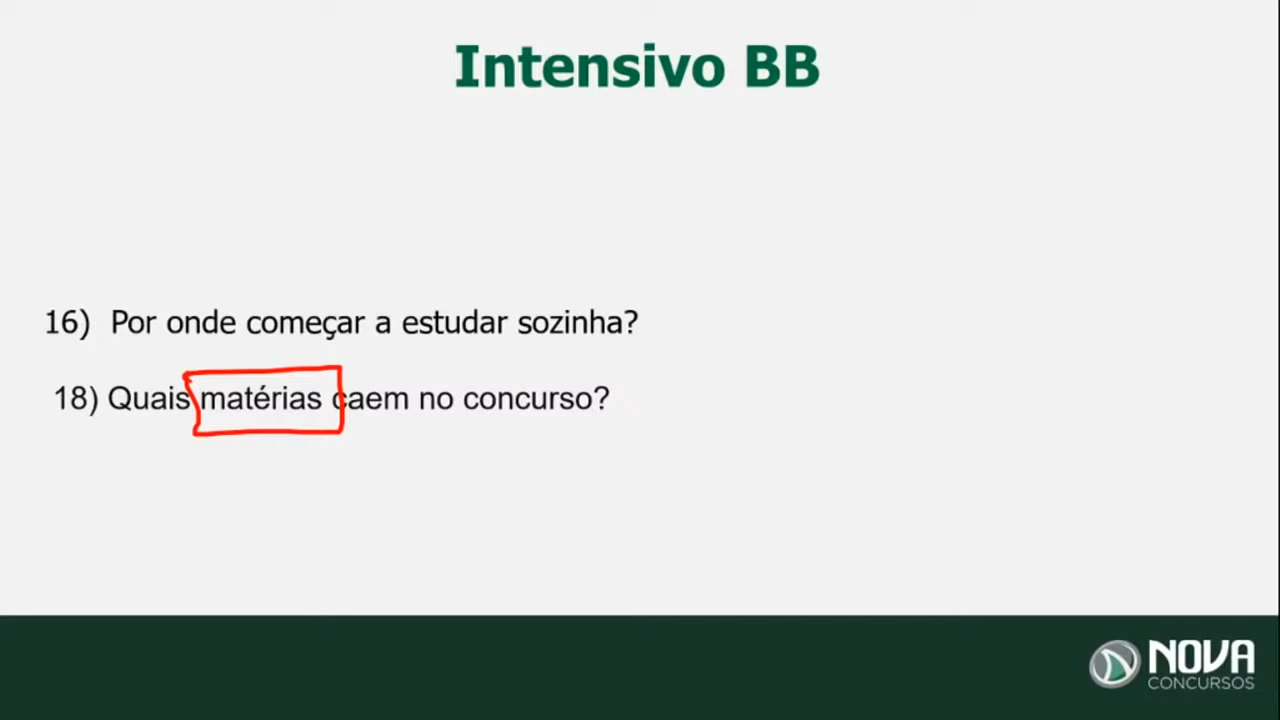 Intensivo BB
16) Por onde começar a estudar sozinha?
18) Quais matérias caem no concurso?
NOVA
CONCURSOS